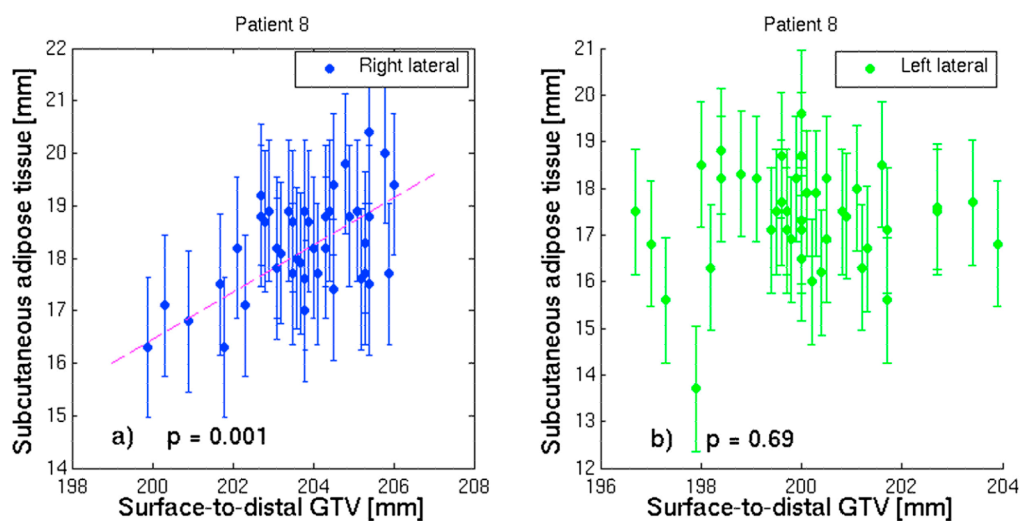 Patient 8
Subcutaneous adipose tissue [mm]
22
21
20
19
18
17
16
15
14
Right lateral
a) p = 0.001
198 200 202 204 206 208
Surface-to-distal GTV [mm]
Patient 8
Subcutaneous adipose tissue [mm]
21
20
19
18
17
16
15
14
13
12
Left lateral
b) p = 0.69
196 198 200 202 204
Surface-to-distal GTV [mm]